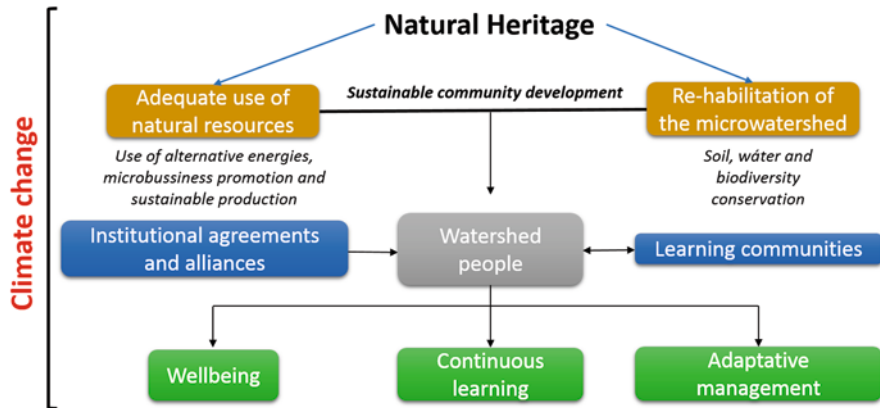 Natural Heritage
Climate change
Adequate use of
natural resources
Sustainable community development
Re-habilitation of
the microwatershed
Use of alternative energies,
microbussiness promotion and
sustainable production
Soil, wáter and
biodiversity
conservation
Institutional agreements
and alliances
Watershed
people
Learning communities
Wellbeing
Continuous
learning
Adaptative
management